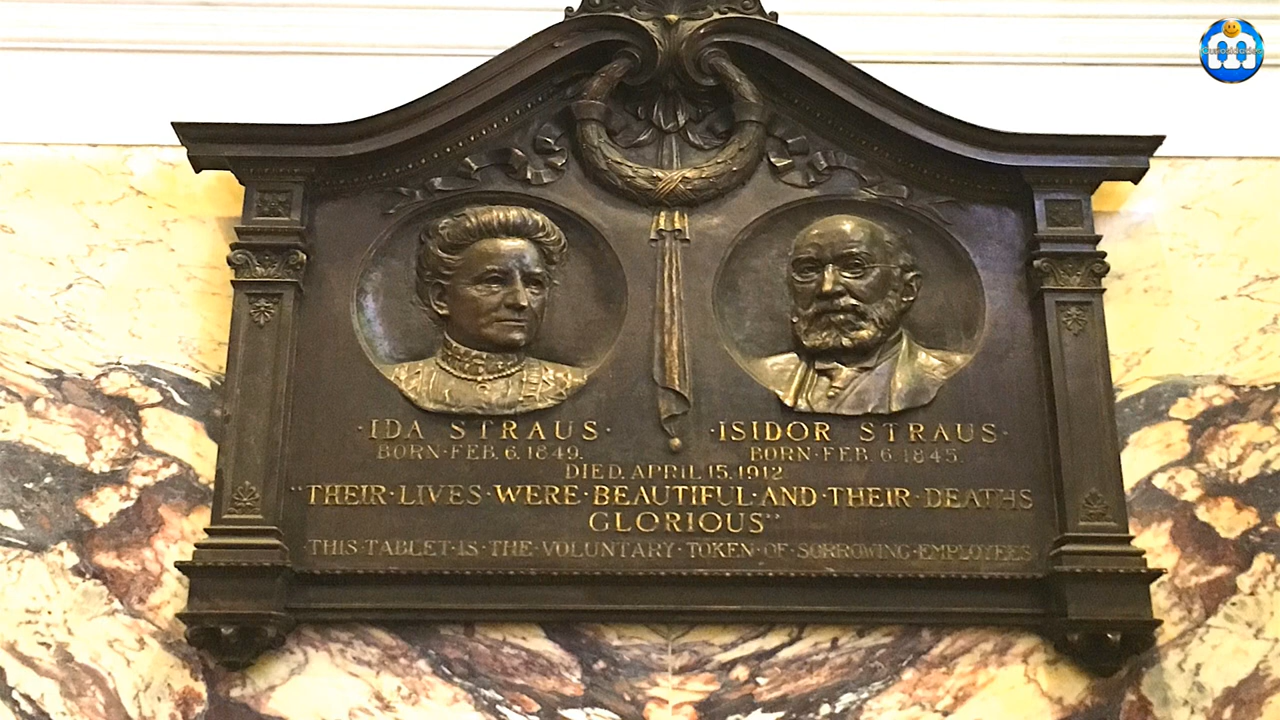 ·IDA STRAUS·
BORN·FEB. 6. 1849.
·ISIDOR STRAUS·
BORN·FEB. 6. 1845.
DIED. APRIL 15. 1912
"THEIR·LIVES·WERE·BEAUTIFUL·AND·THEIR·DEATHS
GLORIOUS"
·THIS·TABLET·IS·THE·VOLUNTARY·TOKEN·OF·SORROWING·EMPLOYEES